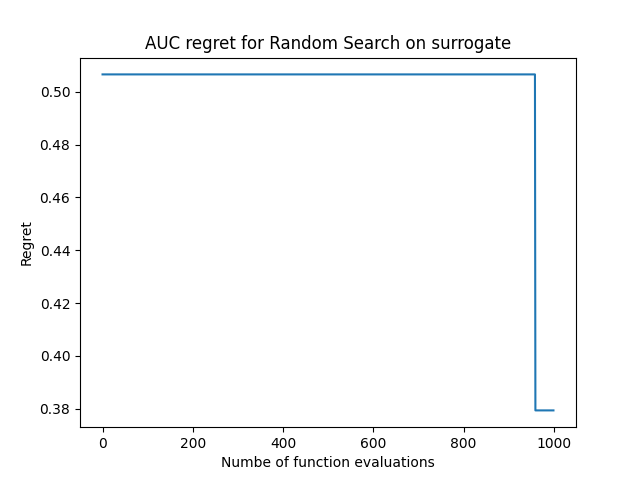 AUC regret for Random Search on surrogate
0.50
0.48
0.46
0.44
0.42
0.40
0.38
Regret
0 200 400 600 800 1000
Numbe of function evaluations